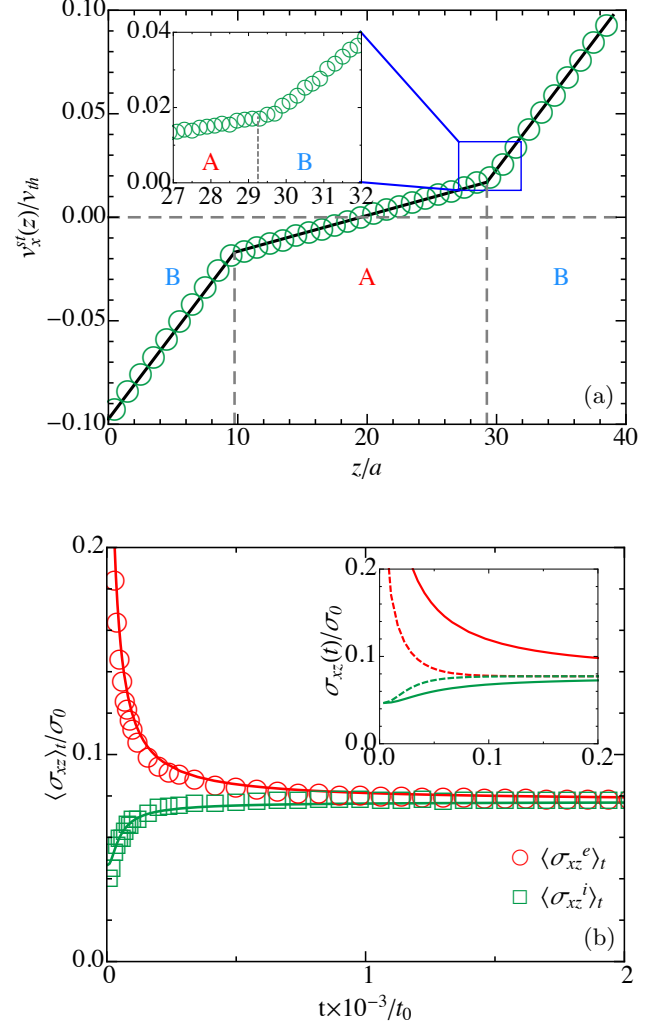 0.10
0.05
0.00
−0.05
−0.10
v_x^{st}(z)/v_{th}
0.04
0.02
0.00
27 28 29 30 31 32
A B
B A B
(a)
0 10 20 30 40
z/a
0.2
0.1
0.0
⟨σ_{xz}⟩_t/σ_0
0.2
0.1
0.0
σ_{xz}(t)/σ_0
0.0 0.1 0.2
⟨σ_{xz}^e⟩_t
⟨σ_{xz}^i⟩_t
(b)
0 1 2
t×10^{−3}/t_0